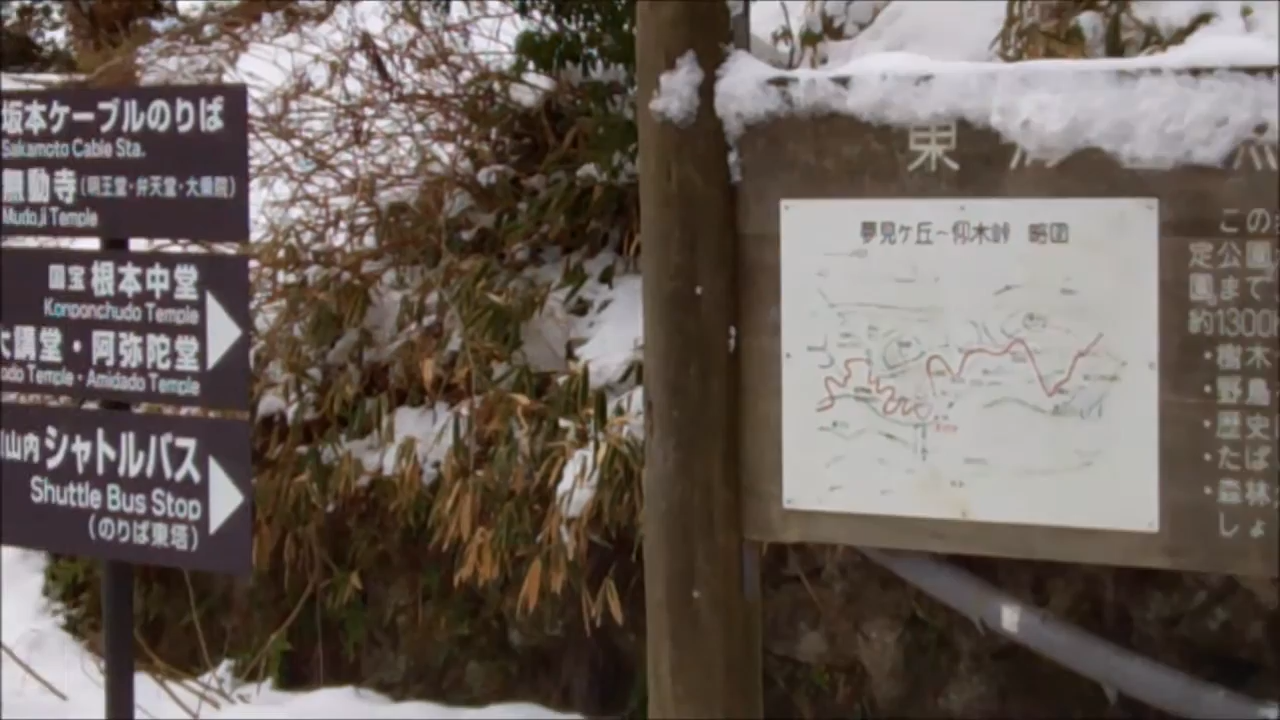 坂本ケーブルのりば
Sakamoto Cable Sta.
無動寺(明王堂・弁天堂・大乗院)
Mudoji Temple
国宝 根本中堂
Konponchudo Temple
大講堂・阿弥陀堂
odo Temple・Amidado Temple
山内 シャトルバス
Shuttle Bus Stop
(のりば東塔)
東
夢見ケ丘～仰木峠 略図
この
定公園
園まで
約1300
・樹木
・野鳥
・歴史
・たば
・森林
しょ